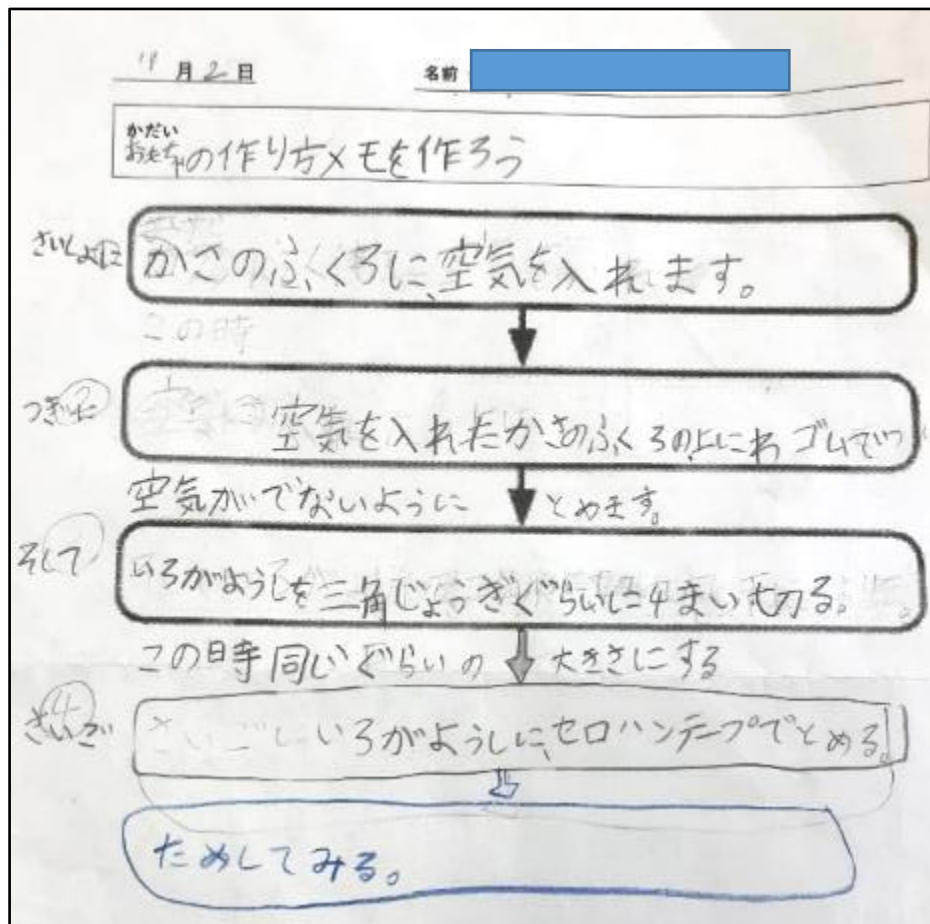 11月2日 名前
かだい
おもちゃの作り方メモを作ろう
さいしょに
かさのふくろに、空気を入れます。
この時
つぎに
空気を入れたかさのふくろの上にわゴムでつ
空気がでないように とめます。
そして
いろがようしを三角じょうぎぐらいに4まい切る。
この時同じぐらいの大きさにする
さいご
4
さいごにいろがようしに、セロハンテープでとめる。
ためしてみる。